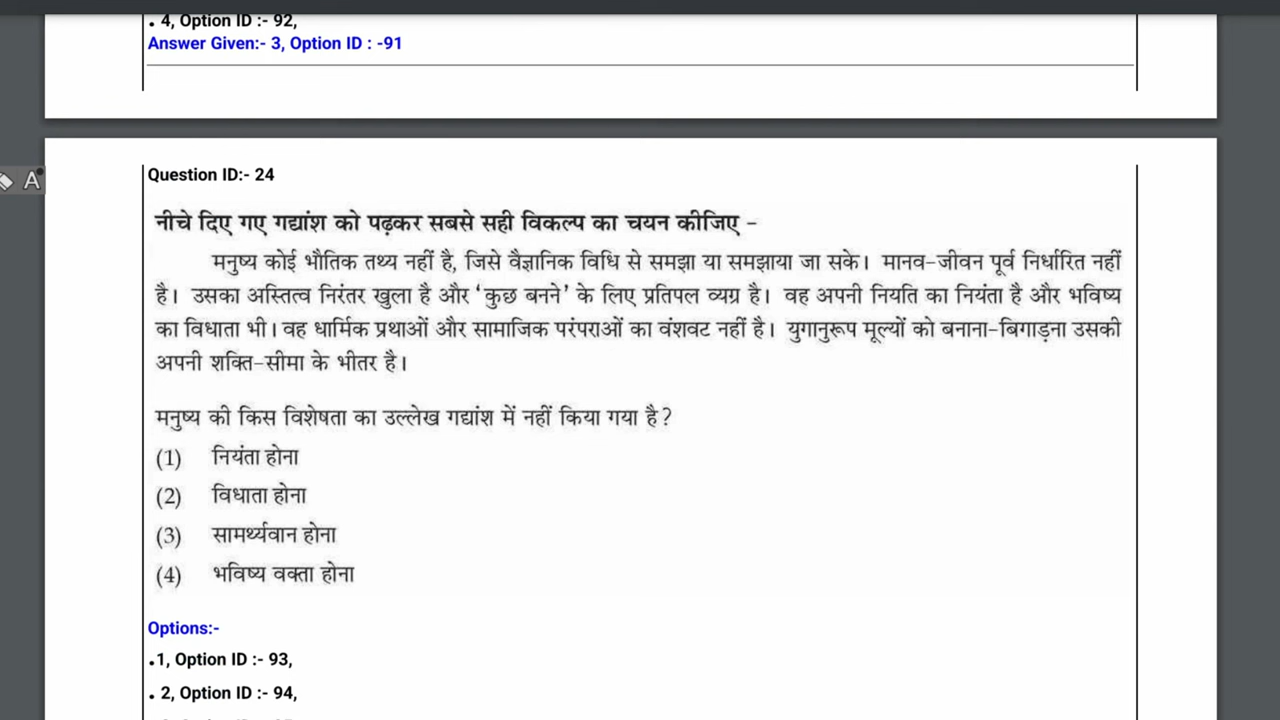 . 4, Option ID :- 92,
Answer Given:- 3, Option ID : -91
A
Question ID:- 24
नीचे दिए गए गद्यांश को पढ़कर सबसे सही विकल्प का चयन कीजिए –
मनुष्य कोई भौतिक तथ्य नहीं है, जिसे वैज्ञानिक विधि से समझा या समझाया जा सके। मानव-जीवन पूर्व निर्धारित नहीं
है। उसका अस्तित्व निरंतर खुला है और ‘कुछ बनने’ के लिए प्रतिपल व्यग्र है। वह अपनी नियति का नियंता है और भविष्य
का विधाता भी। वह धार्मिक प्रथाओं और सामाजिक परंपराओं का वंशवट नहीं है। युगानुरूप मूल्यों को बनाना-बिगाड़ना उसकी
अपनी शक्ति-सीमा के भीतर है।
मनुष्य की किस विशेषता का उल्लेख गद्यांश में नहीं किया गया है?
(1) नियंता होना
(2) विधाता होना
(3) सामर्थ्यवान होना
(4) भविष्य वक्ता होना
Options:-
.1, Option ID :- 93,
. 2, Option ID :- 94,